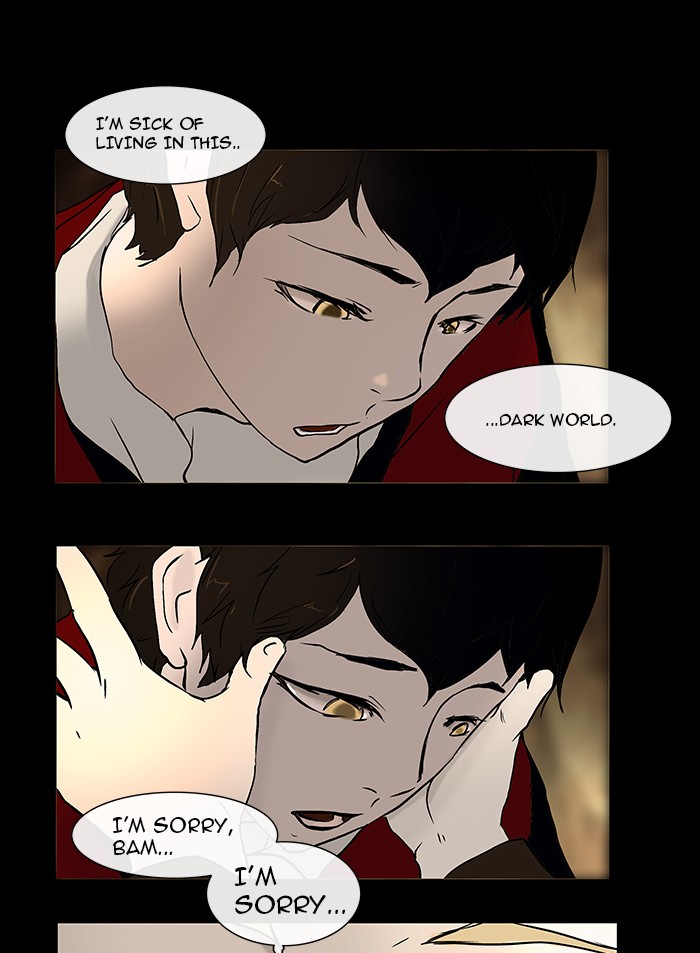 I'M SICK OF
LIVING IN THIS..
...DARK WORLD.
I'M SORRY,
BAM...
I'M
SORRY...